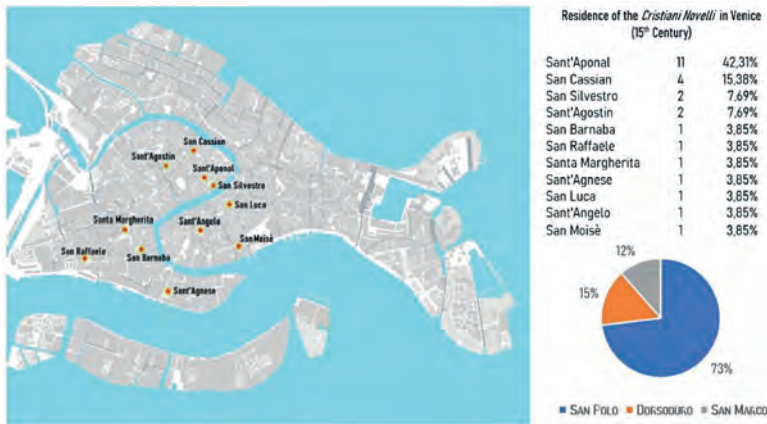 Residence of the Cristiani Novelli in Venice
(15th Century)
Sant'Aponal 11 42,31%
San Cassian 4 15,38%
San Silvestro 2 7,69%
Sant'Agostin 2 7,69%
San Barnaba 1 3,85%
San Raffaele 1 3,85%
Santa Margherita 1 3,85%
Sant'Agnese 1 3,85%
San Luca 1 3,85%
Sant'Angelo 1 3,85%
San Moisè 1 3,85%
San Cassian
Sant'Agostin
Sant'Aponal
San Silvestro
San Luca
Santa Margherita
Sant'Angelo
San Moisè
San Raffaele
San Barnaba
Sant'Agnese
12%
15%
73%
San Polo Dorsoduro San Marco